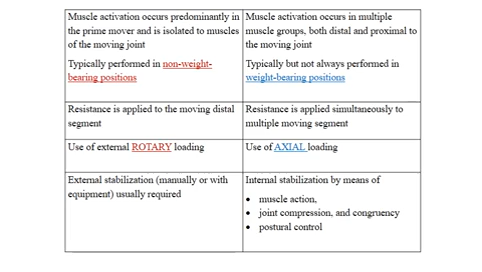 Muscle activation occurs predominantly in
the prime mover and is isolated to muscles
of the moving joint
Typically performed in non-weight-
bearing positions
Muscle activation occurs in multiple
muscle groups, both distal and proximal to
the moving joint
Typically but not always performed in
weight-bearing positions
Resistance is applied to the moving distal
segment
Resistance is applied simultaneously to
multiple moving segment
Use of external ROTARY loading
Use of AXIAL loading
External stabilization (manually or with
equipment) usually required
Internal stabilization by means of
• muscle action,
• joint compression, and congruency
• postural control